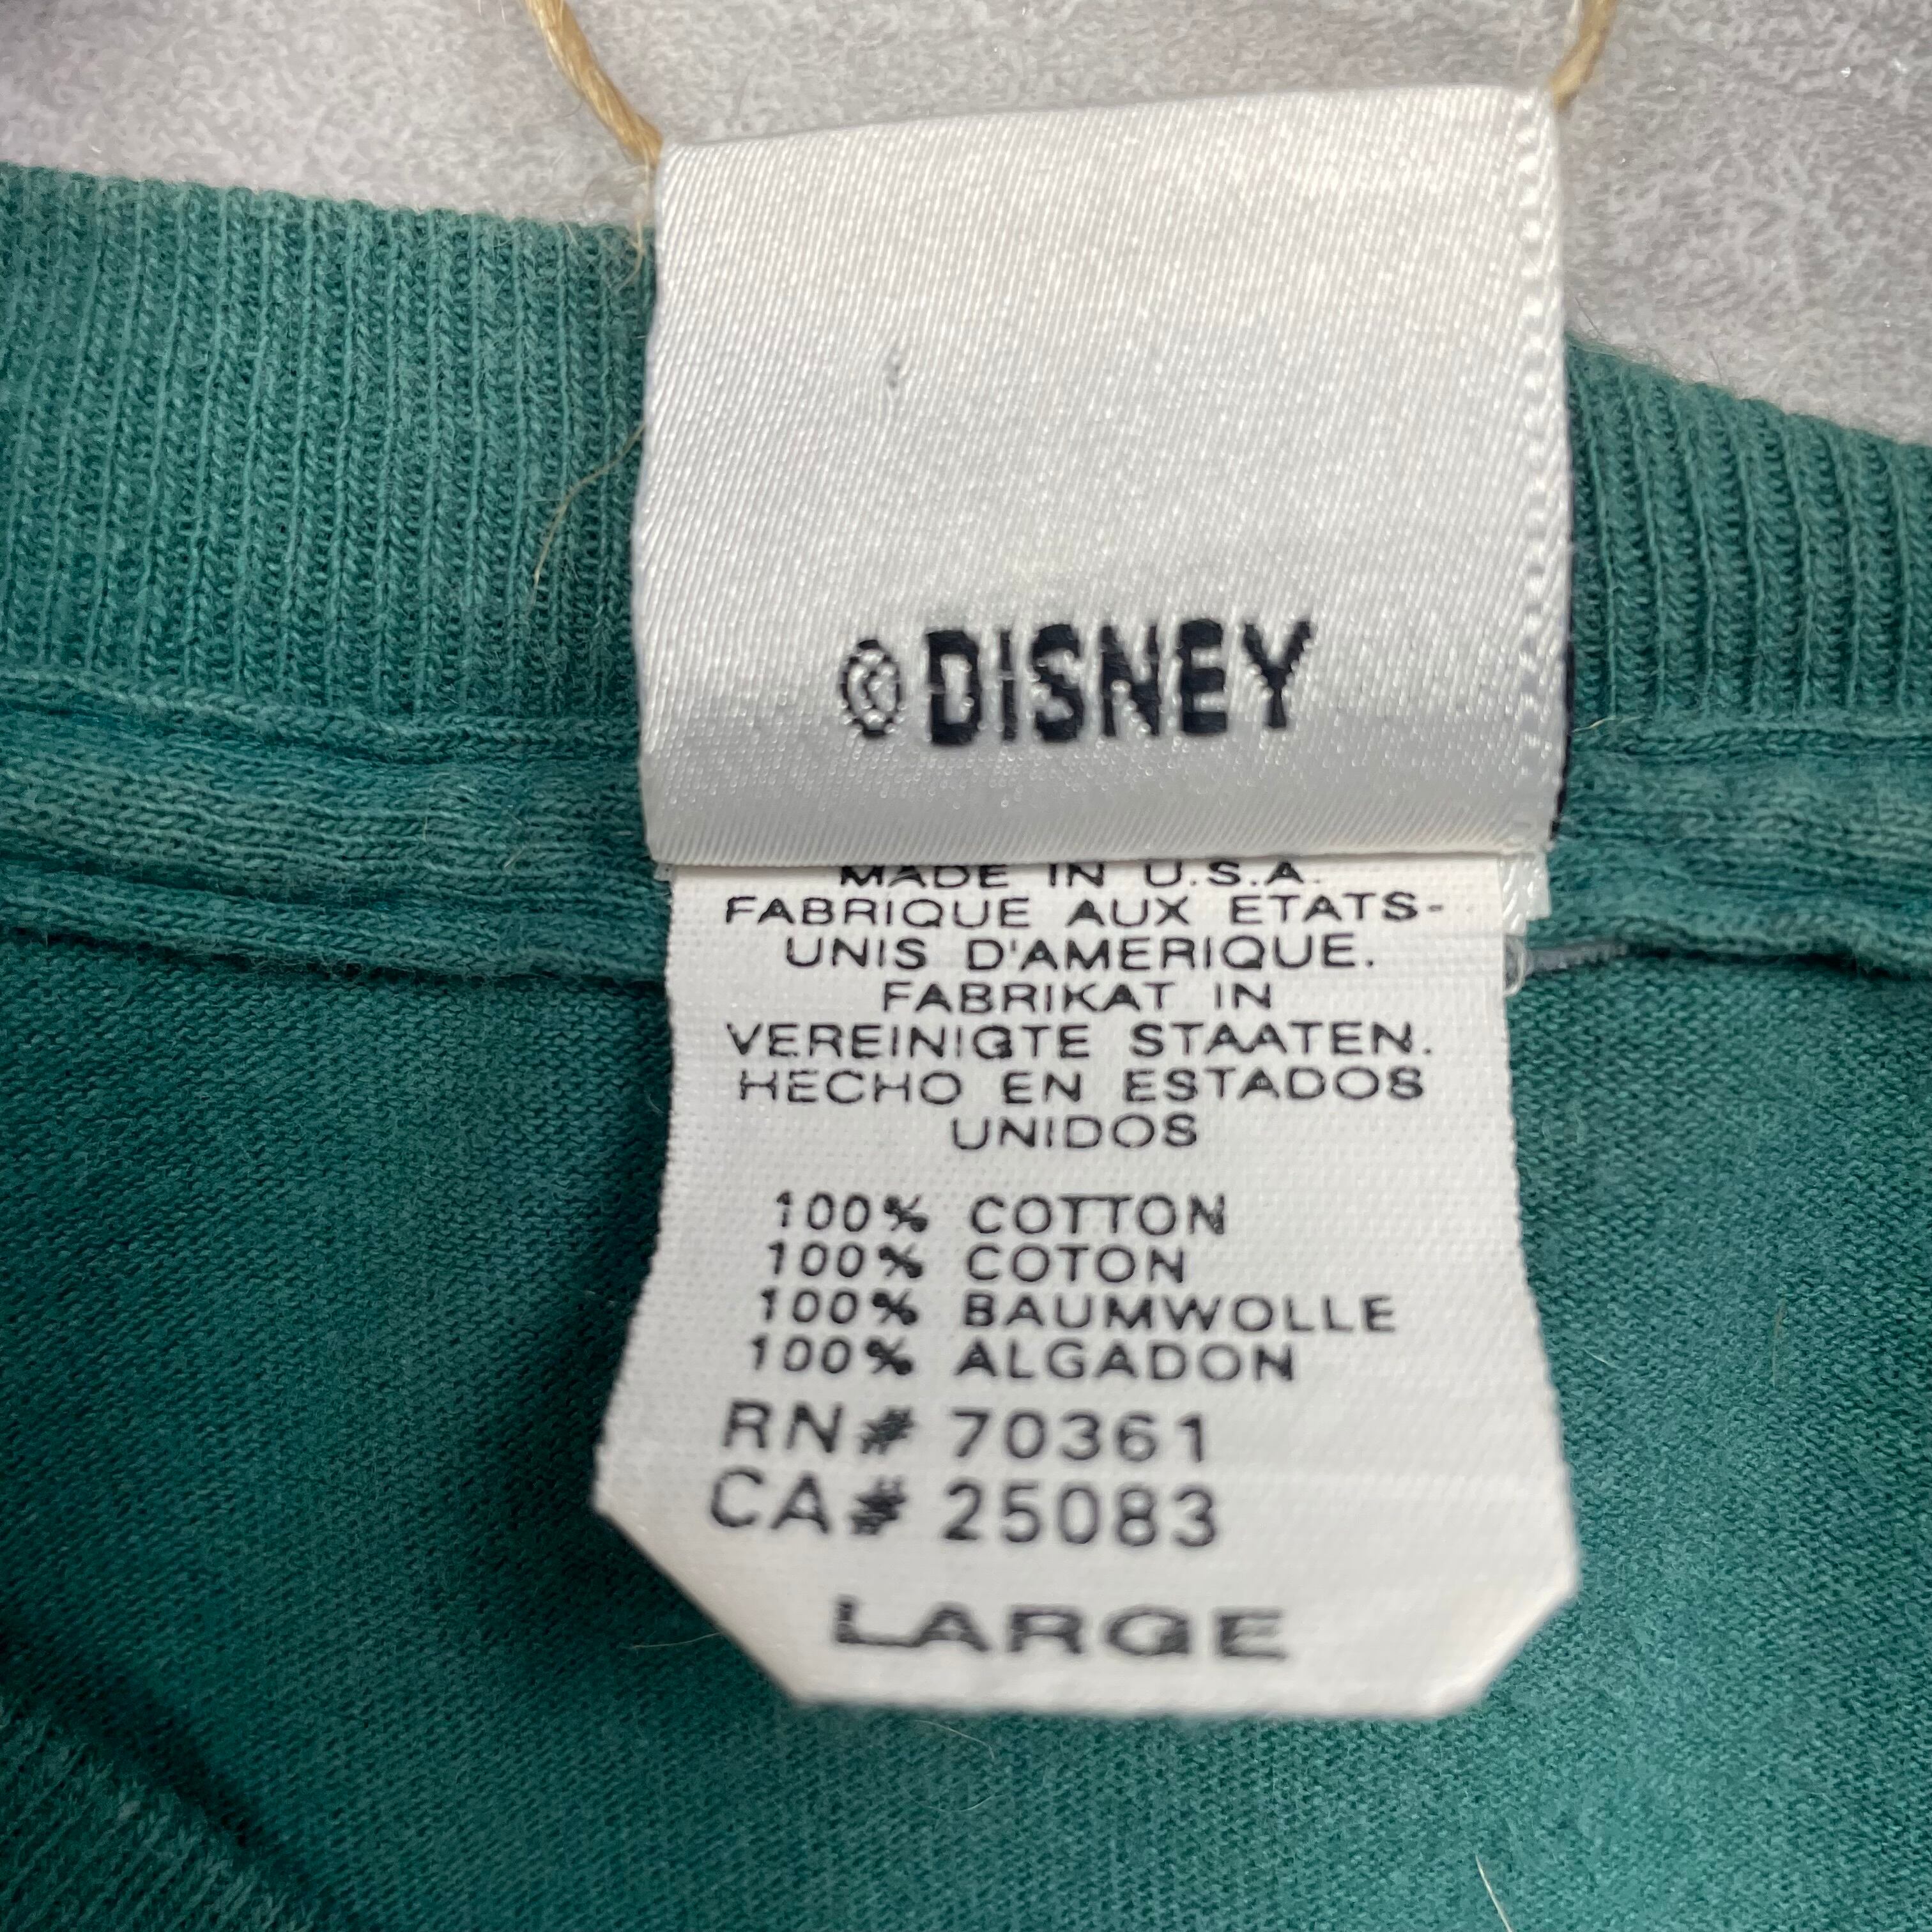 © DISNEY
MADE IN U.S.A.
FABRIQUE AUX ETATS-
UNIS D'AMERIQUE.
FABRIKAT IN
VEREINIGTE STAATEN.
HECHO EN ESTADOS
UNIDOS
100% COTTON
100% COTON
100% BAUMWOLLE
100% ALGADON
RN# 70361
CA# 25083
LARGE